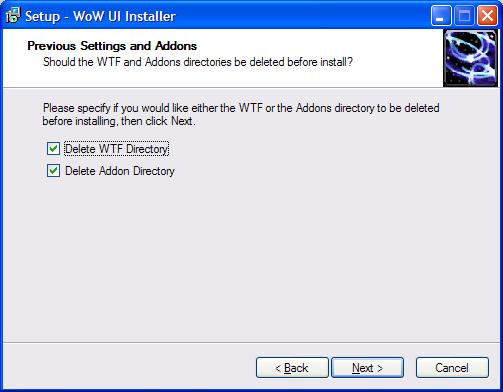 Setup - WoW UI Installer
Previous Settings and Addons
Should the WTF and Addons directories be deleted before install?
Please specify if you would like either the WTF or the Addons directory to be deleted
before installing, then click Next.
Delete WTF Directory
Delete Addon Directory
< Back
Next >
Cancel